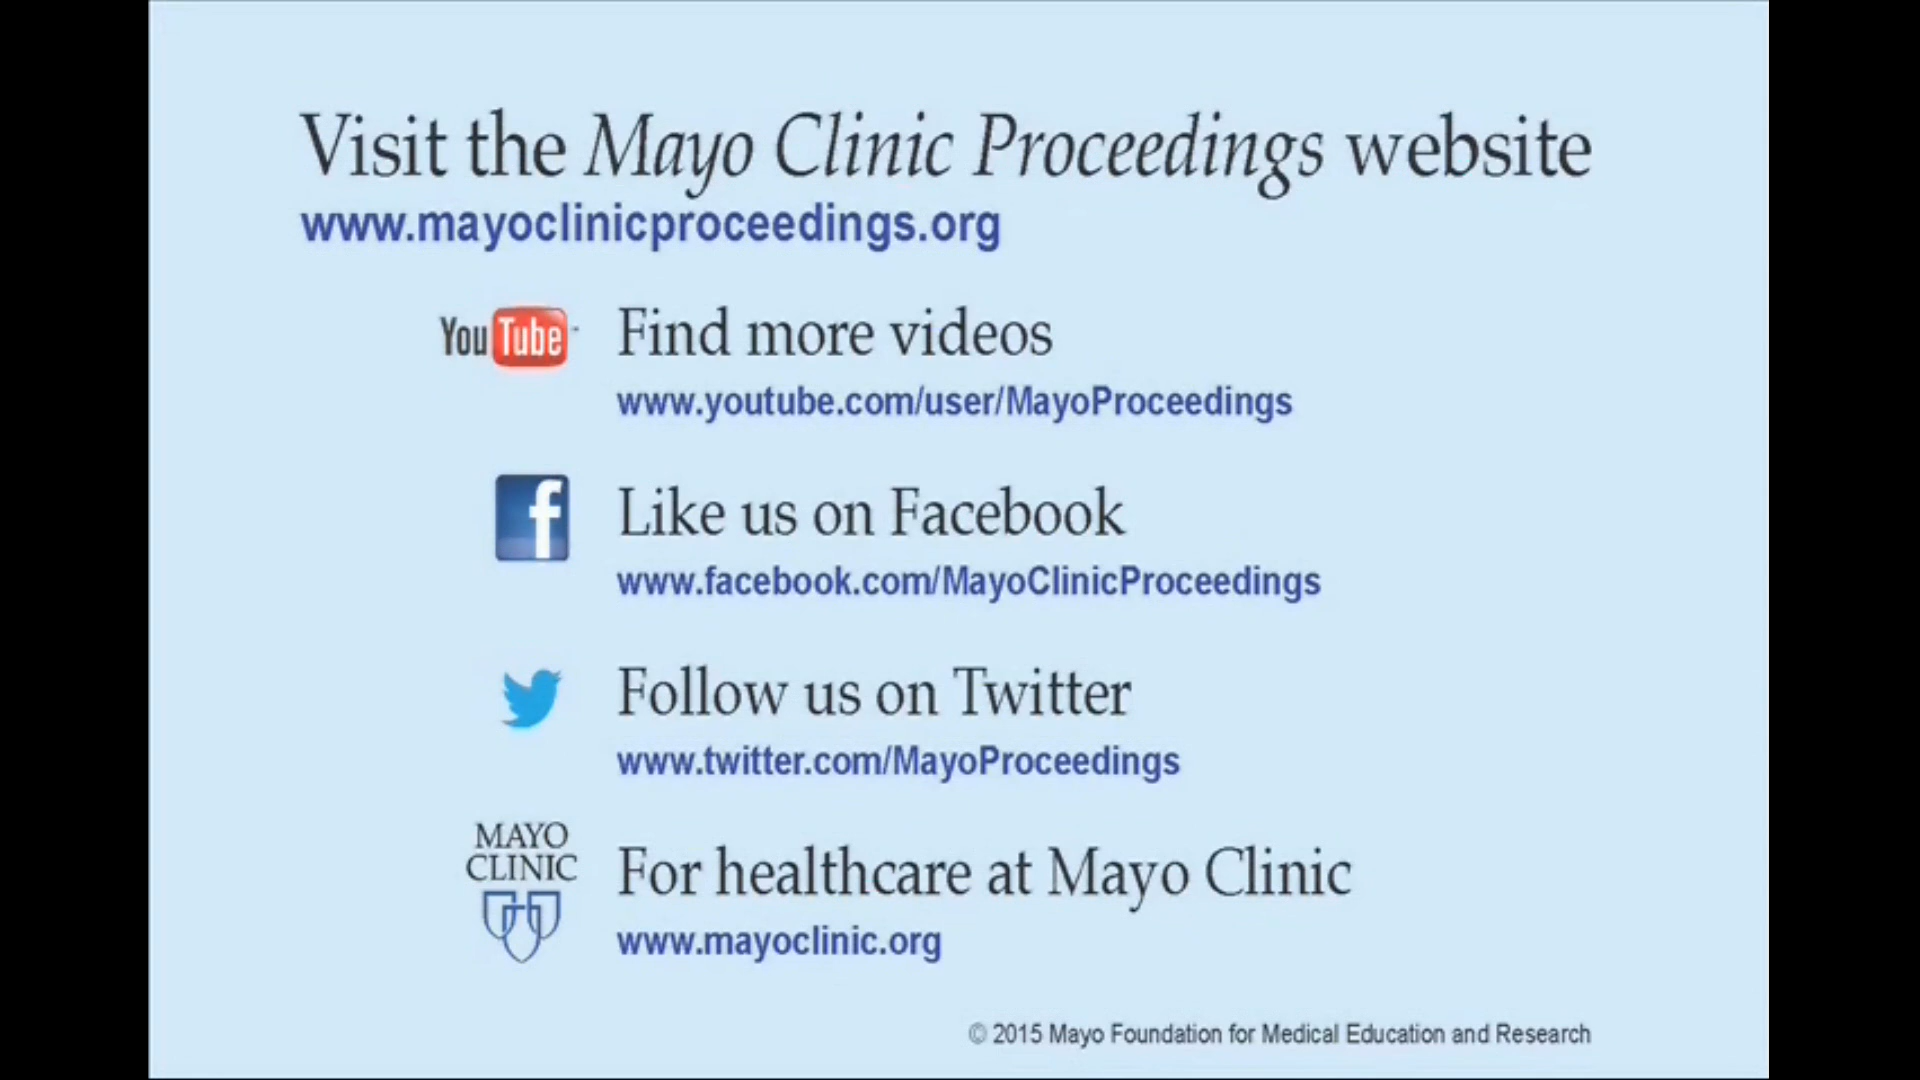 Visit the Mayo Clinic Proceedings website
www.mayoclinicproceedings.org
YouTube Find more videos
www.youtube.com/user/MayoProceedings
f Like us on Facebook
www.facebook.com/MayoClinicProceedings
Follow us on Twitter
www.twitter.com/MayoProceedings
MAYO
CLINIC
For healthcare at Mayo Clinic
www.mayoclinic.org
© 2015 Mayo Foundation for Medical Education and Research